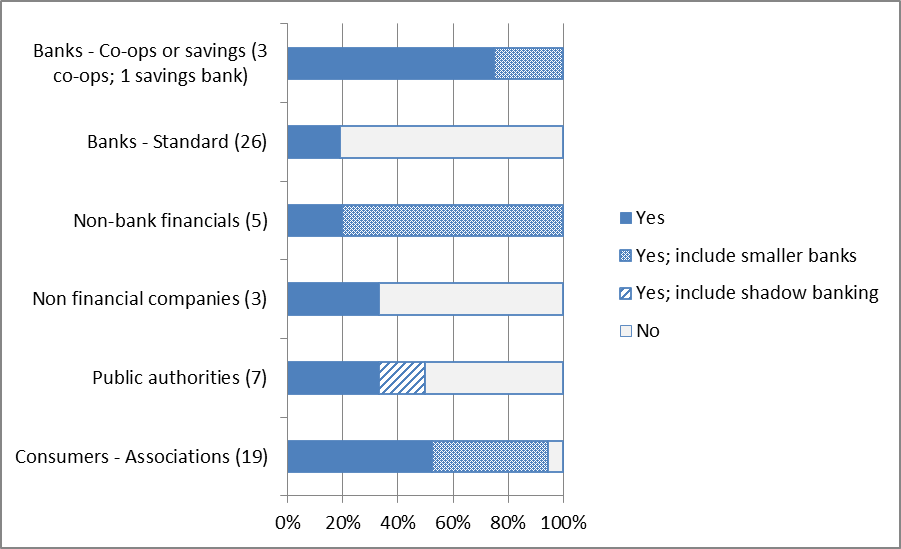 Banks - Co-ops or savings (3
co-ops; 1 savings bank)
Banks - Standard (26)
Non-bank financials (5)
Non financial companies (3)
Public authorities (7)
Consumers - Associations (19)
0% 20% 40% 60% 80% 100%
Yes
Yes; include smaller banks
Yes; include shadow banking
No